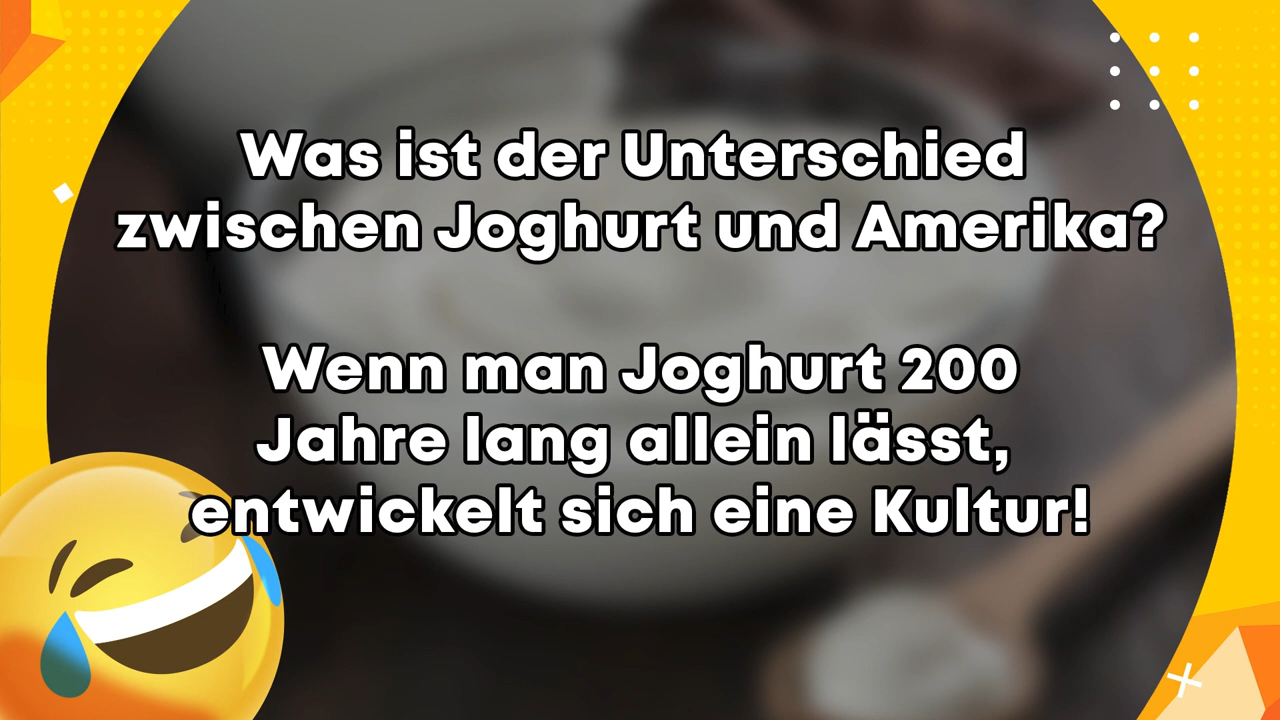 Was ist der Unterschied
zwischen Joghurt und Amerika?
Wenn man Joghurt 200
Jahre lang allein lässt,
entwickelt sich eine Kultur!